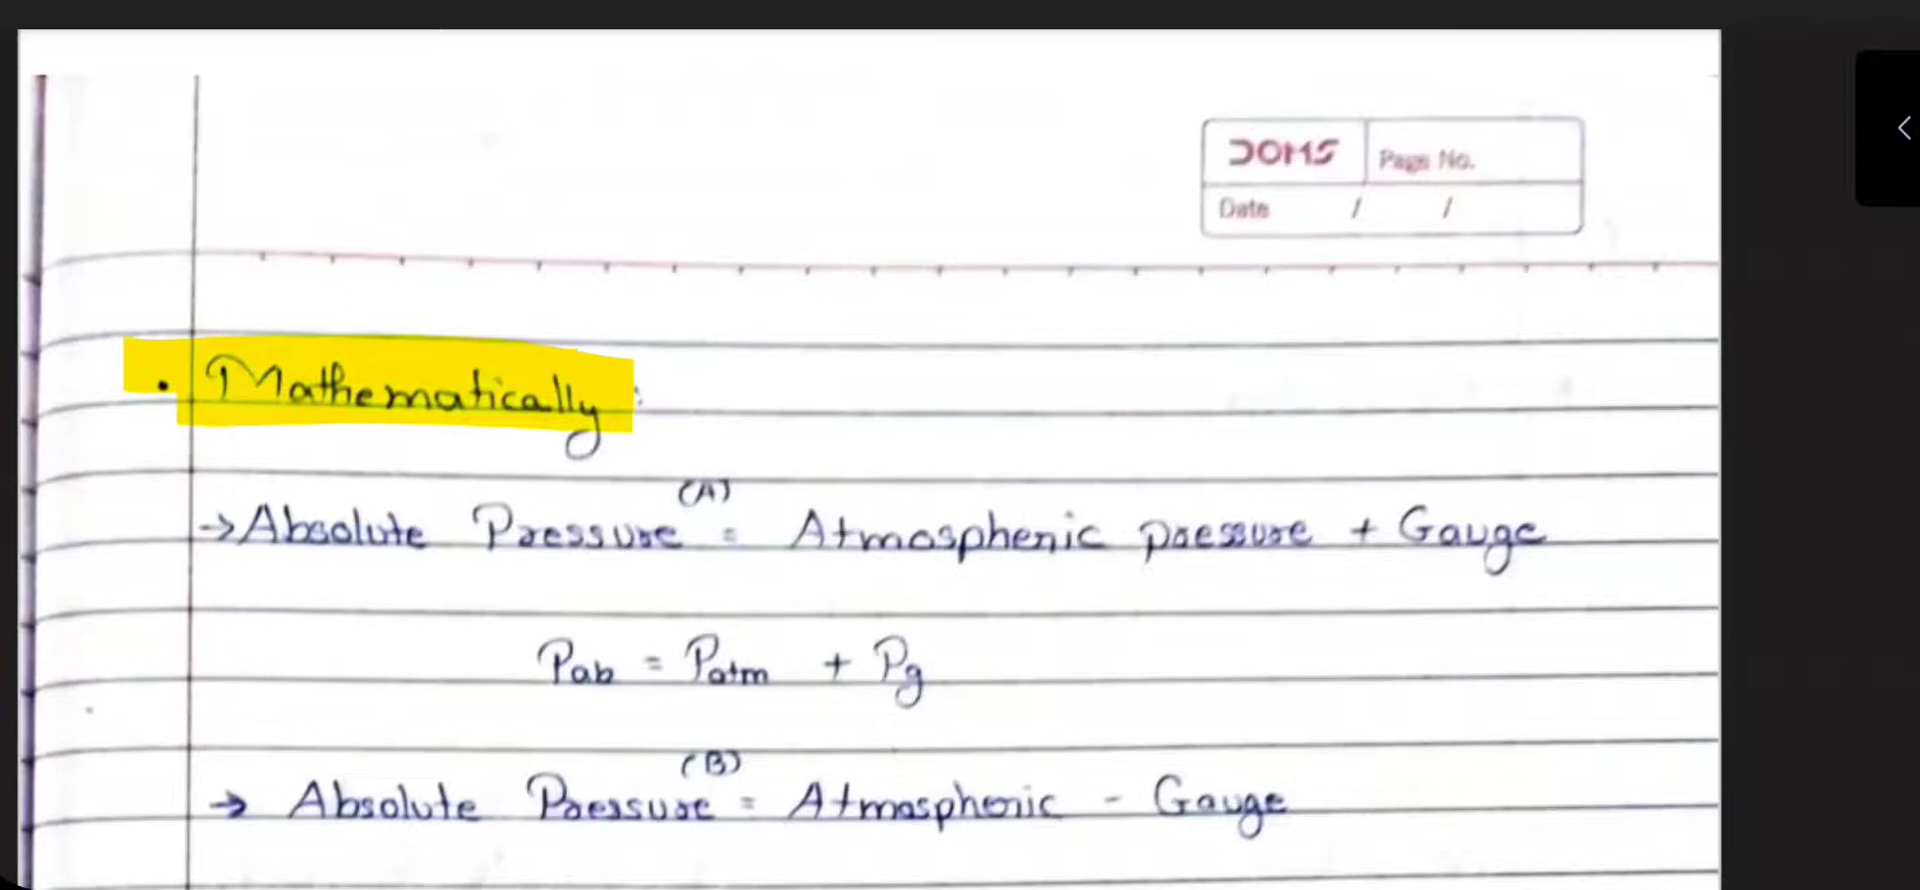 DOMS Page No.
Date / /
• Mathematically:
→ Absolute Pressure (A) = Atmospheric pressure + Gauge
Pab = Patm + Pg
→ Absolute Pressure (B) = Atmospheric - Gauge